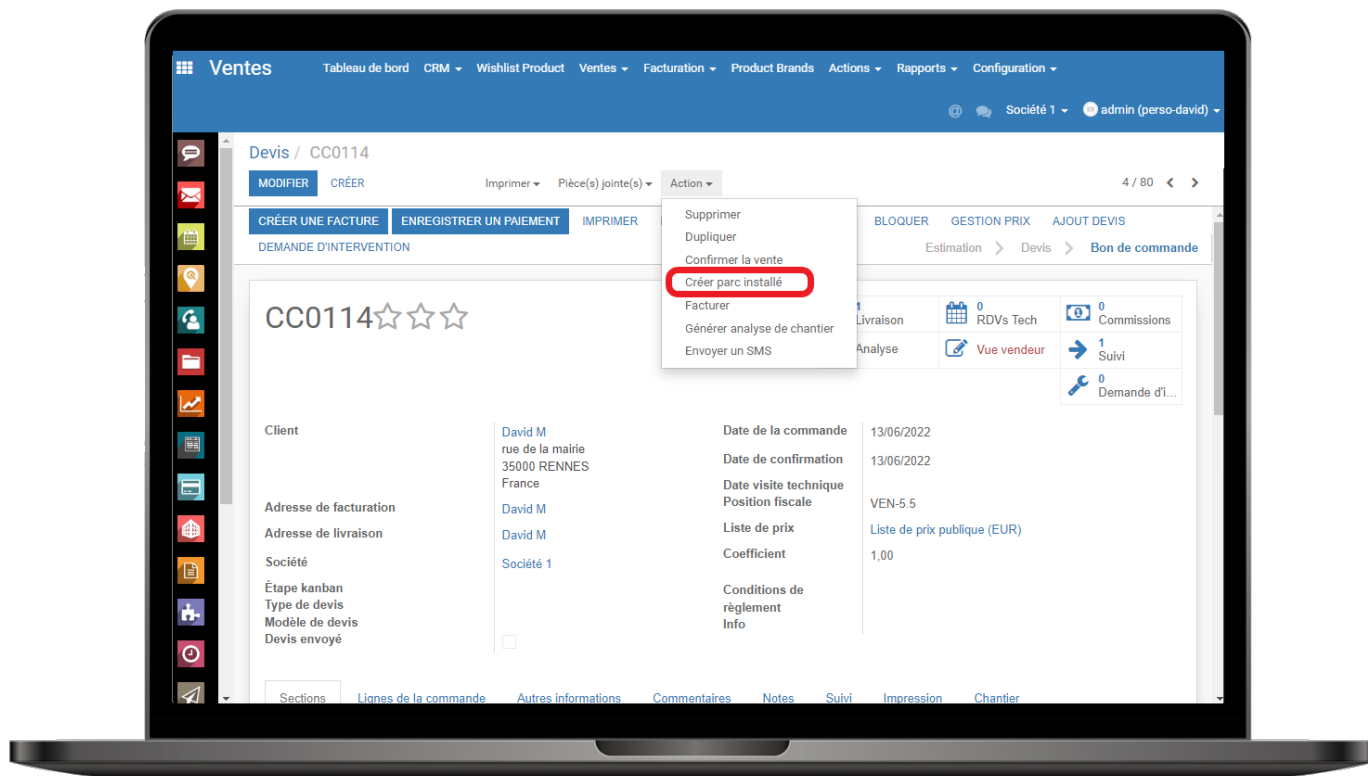 Ventes
Tableau de bord CRM Wishlist Product Ventes Facturation Product Brands Actions Rapports Configuration
@ Société 1 admin (perso-david)
Devis / CC0114
MODIFIER CRÉER Imprimer Pièce(s) jointe(s) Action 4 / 80
CRÉER UNE FACTURE ENREGISTRER UN PAIEMENT IMPRIMER BLOQUER GESTION PRIX AJOUT DEVIS
DEMANDE D'INTERVENTION Estimation Devis Bon de commande
Supprimer
Dupliquer
Confirmer la vente
Créer parc installé
Facturer
Générer analyse de chantier
Envoyer un SMS
CC0114
1 Livraison
0 RDVs Tech
0 Commissions
Analyse
Vue vendeur
1 Suivi
0 Demande d'i...
Client David M
rue de la mairie
35000 RENNES
France
Adresse de facturation David M
Adresse de livraison David M
Société Société 1
Étape kanban
Type de devis
Modèle de devis
Devis envoyé
Date de la commande 13/06/2022
Date de confirmation 13/06/2022
Date visite technique
Position fiscale VEN-5.5
Liste de prix Liste de prix publique (EUR)
Coefficient 1,00
Conditions de
règlement
Info
Sections Lignes de la commande Autres informations Commentaires Notes Suivi Impression Chantier